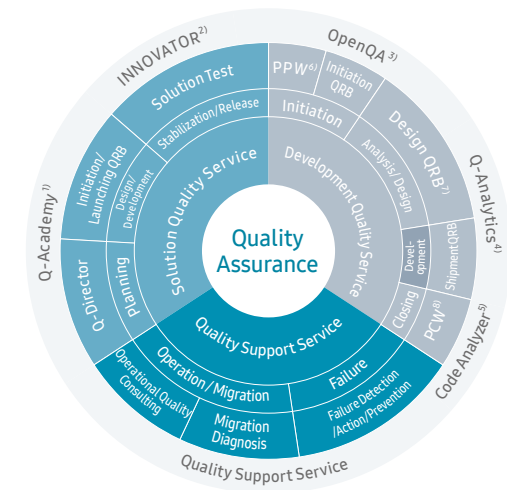 INNOVATOR2)
OpenQA3)
Q-Academy1)
Q-Analytics4)
Code Analyzer5)
Quality Support Service
Solution Test
Initiation/
Launching QRB
Q-Director
Stabilization/Release
Design/
Development
Planning
Solution Quality Service
PPW6)
Initiation
QRB
Design QRB7)
ShipmentQRB
PCW8)
Initiation
Analysis/Design
Devel-
opment
Closing
Development Quality Service
Quality
Assurance
Quality Support Service
Operation/Migration
Failure
Operational Quality
Consulting
Migration
Diagnosis
Failure Detection
/Action/Prevention